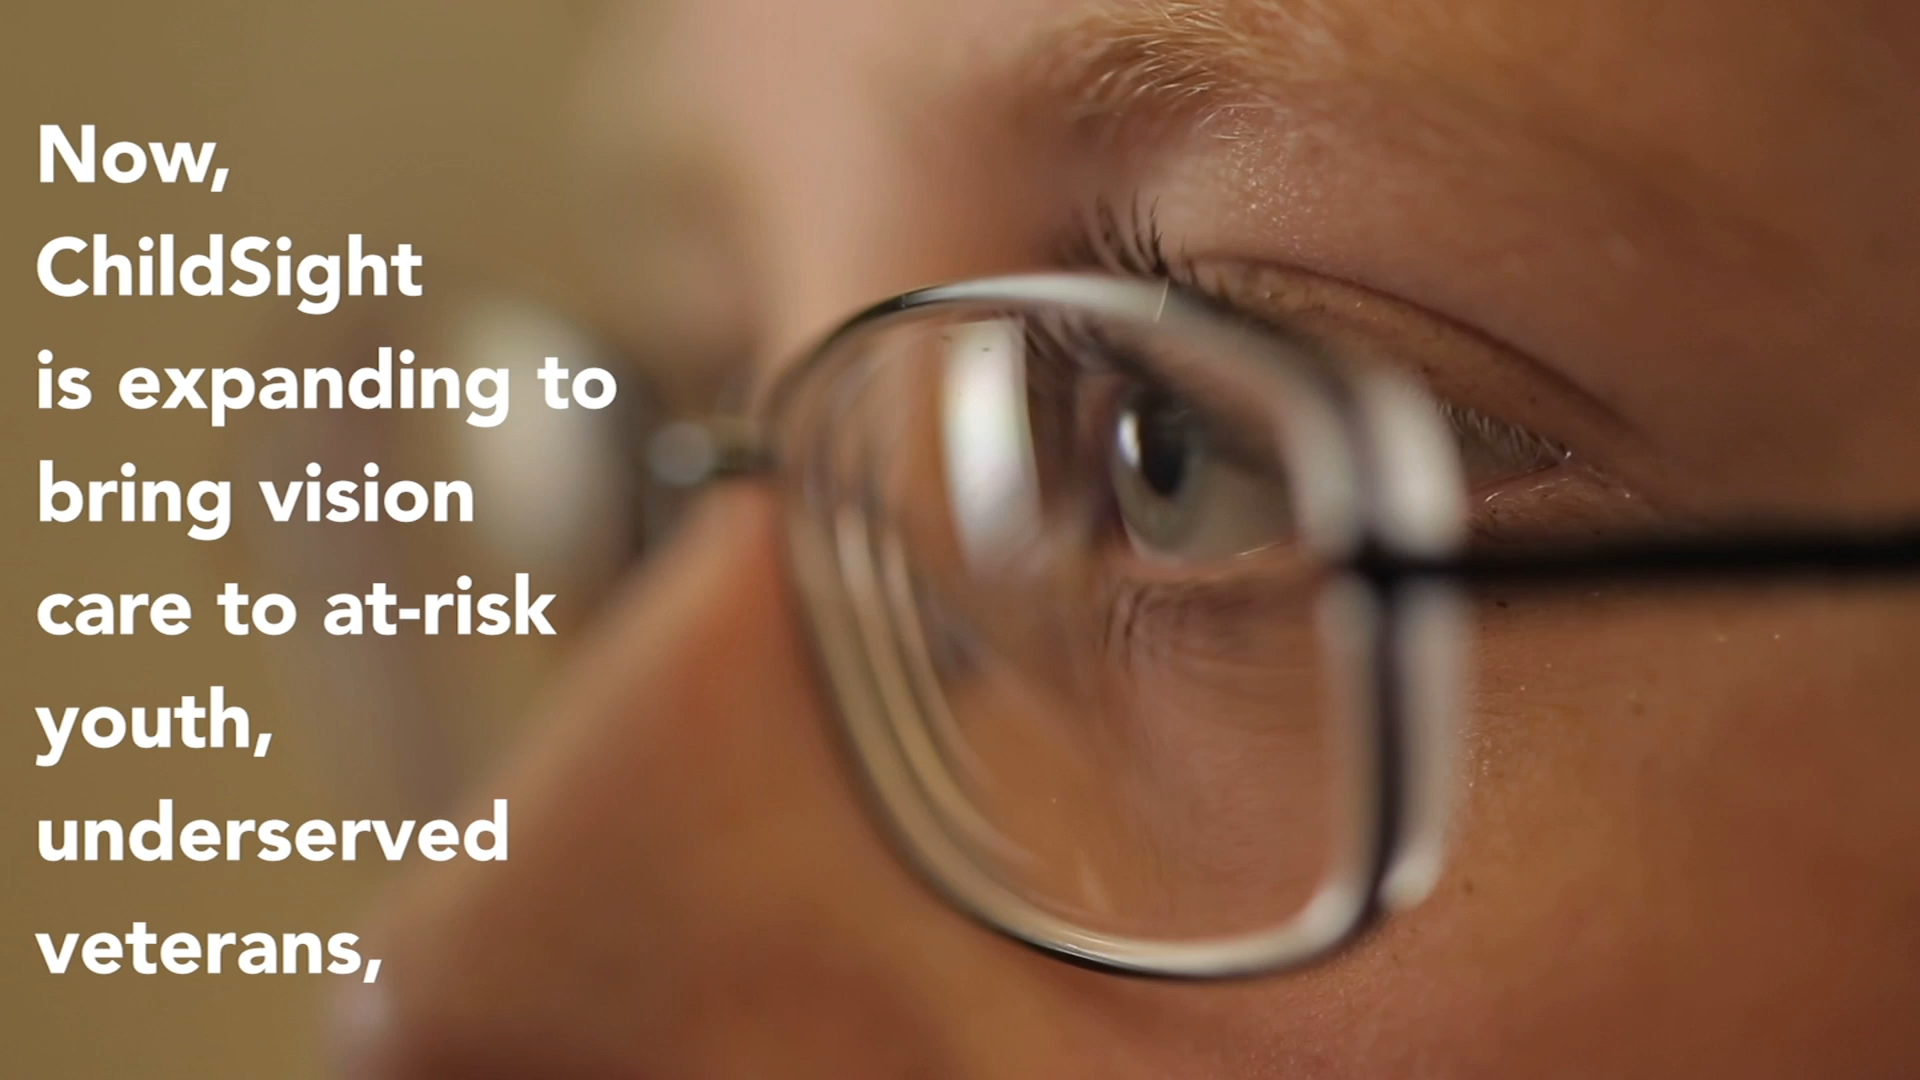 Now,
ChildSight
is expanding to
bring vision
care to at-risk
youth,
underserved
veterans,